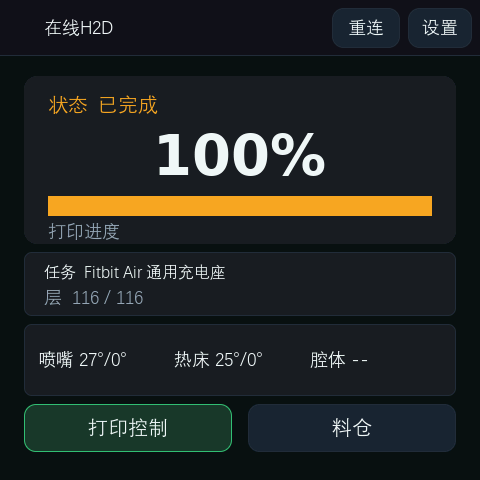 在线H2D 重连 设置
状态 已完成
100%
打印进度
任务 Fitbit Air 通用充电座
层 116 / 116
喷嘴 27°/0° 热床 25°/0° 腔体 --
打印控制 料仓